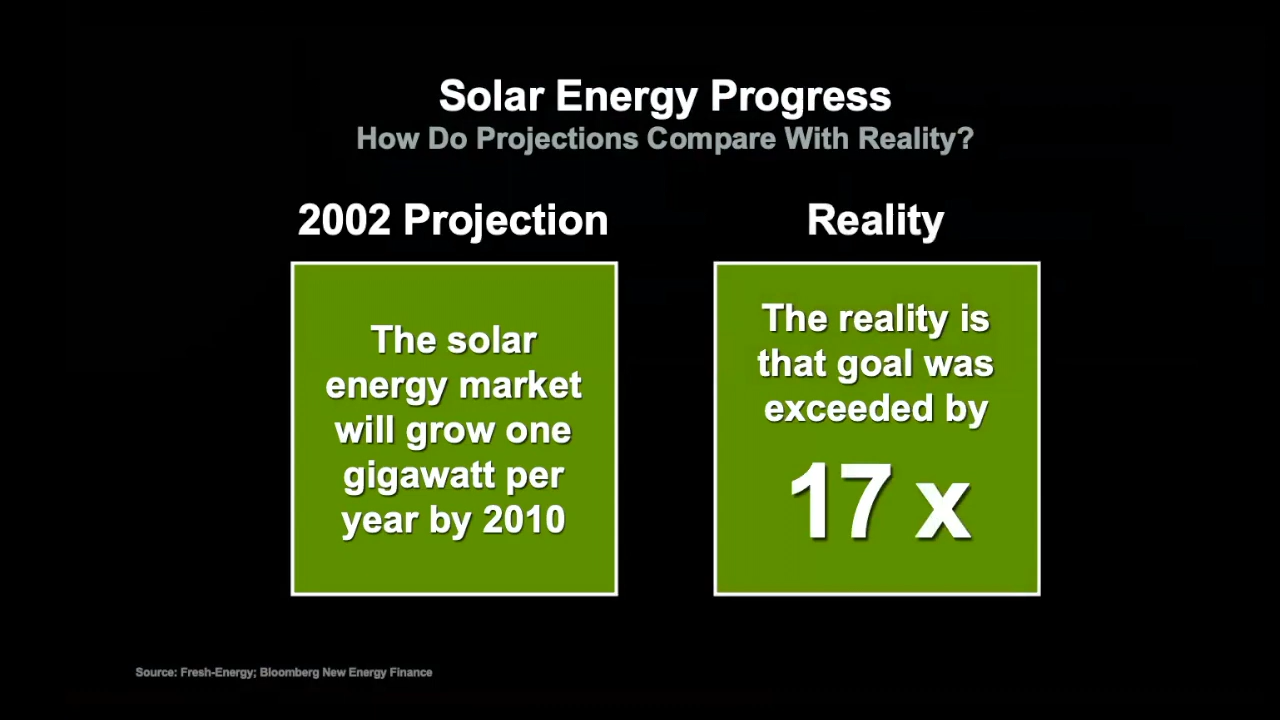 Solar Energy Progress
How Do Projections Compare With Reality?
2002 Projection
The solar
energy market
will grow one
gigawatt per
year by 2010
Reality
The reality is
that goal was
exceeded by
17 x
Source: Fresh-Energy; Bloomberg New Energy Finance